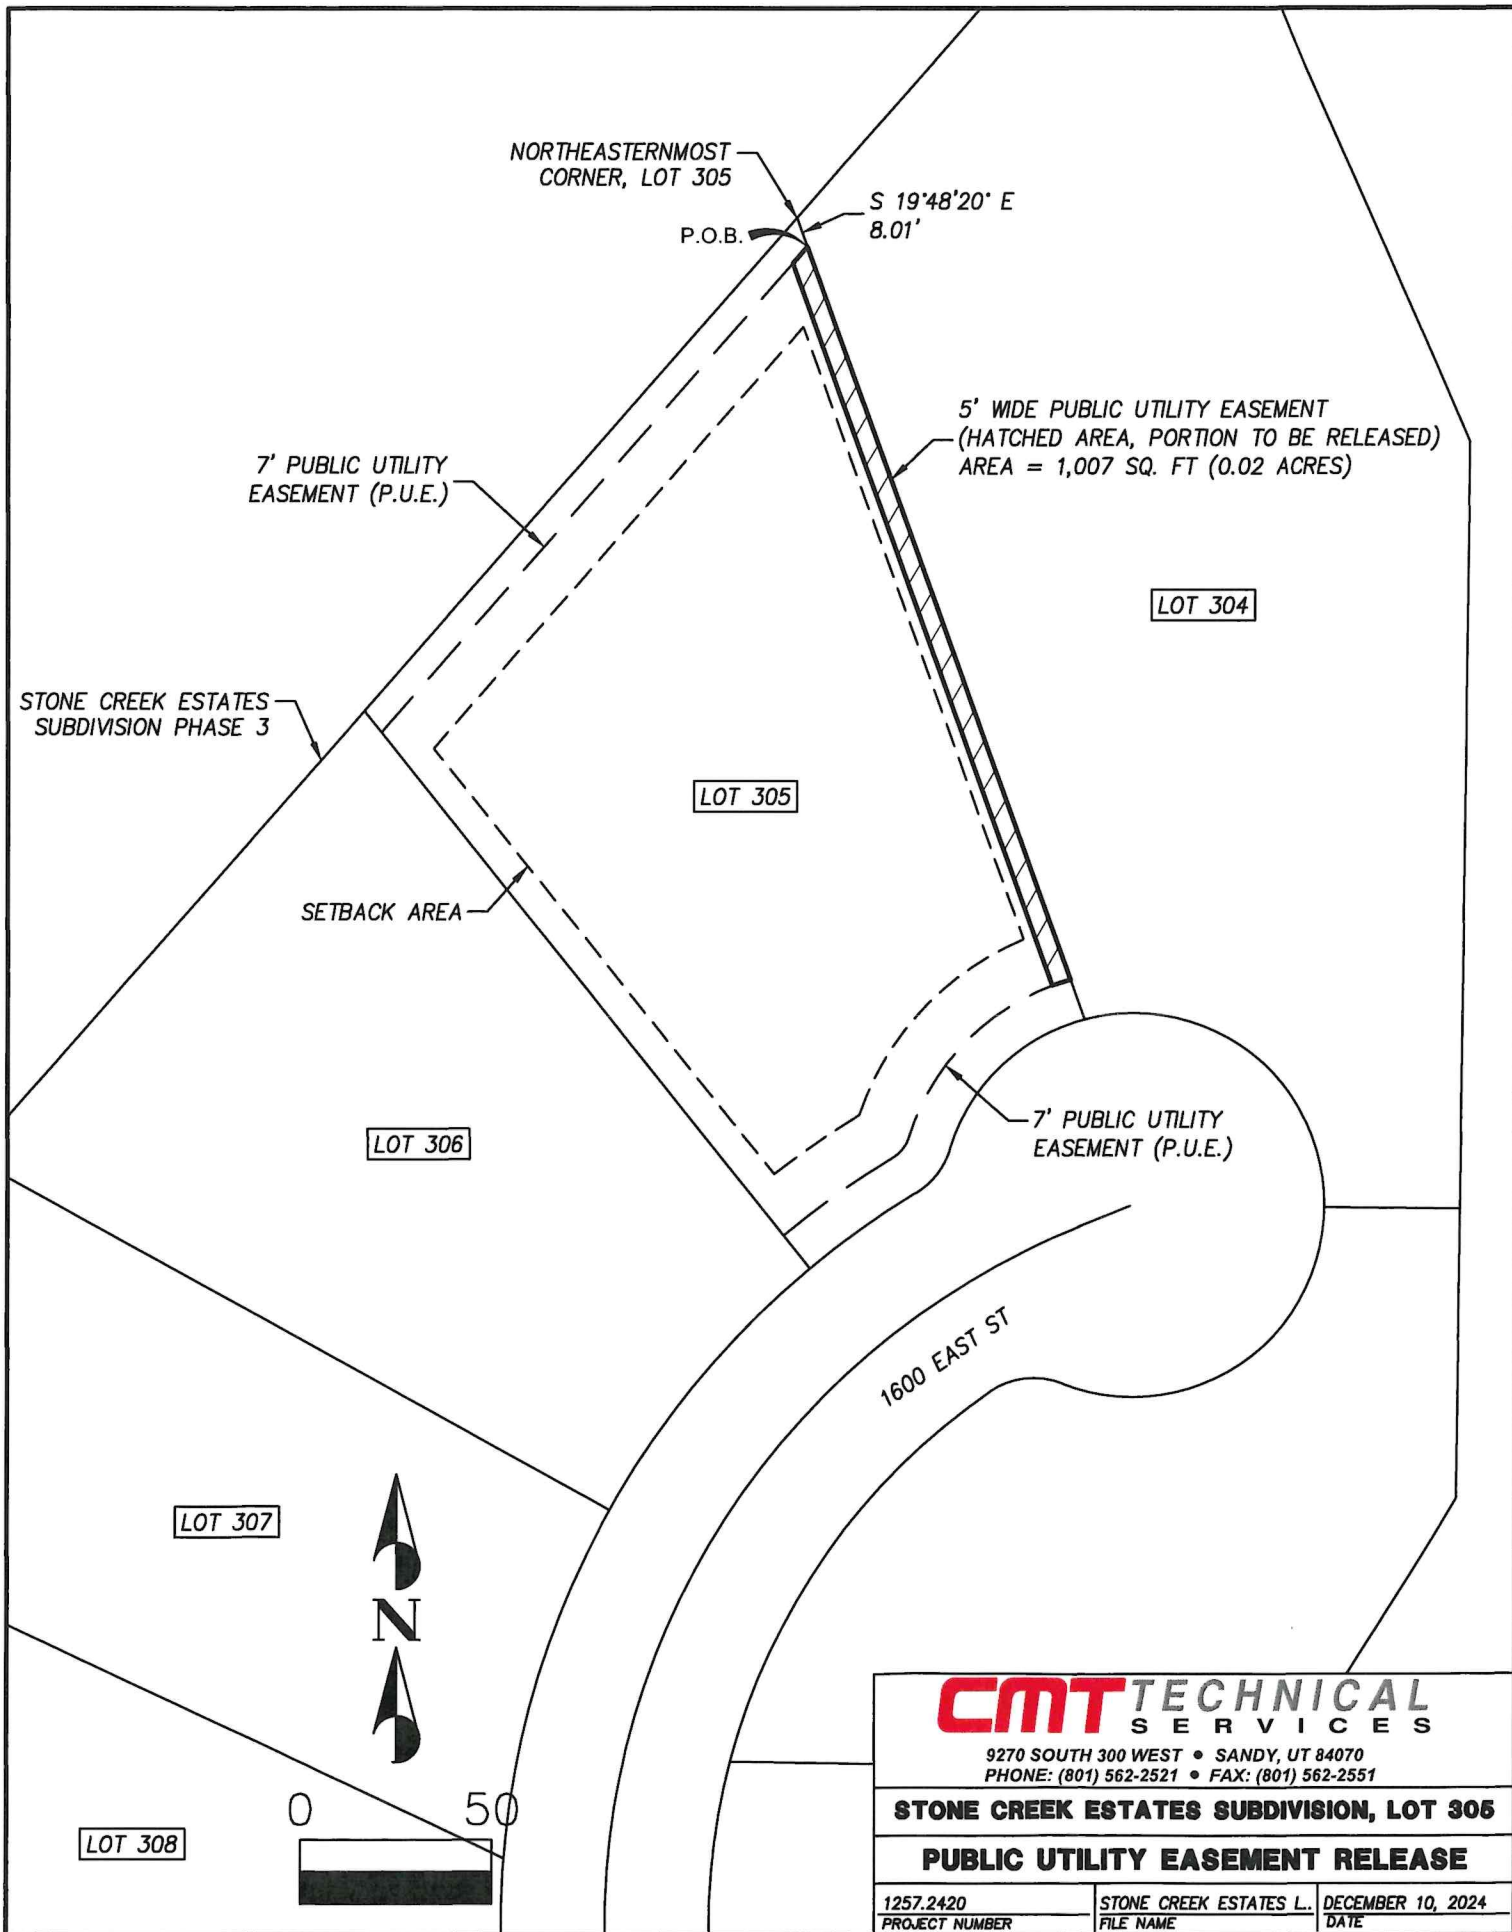 NORTHEASTERNMOST
CORNER, LOT 305
S 19°48'20" E
8.01'
P.O.B.
5' WIDE PUBLIC UTILITY EASEMENT
(HATCHED AREA, PORTION TO BE RELEASED)
AREA = 1,007 SQ. FT (0.02 ACRES)
7' PUBLIC UTILITY
EASEMENT (P.U.E.)
LOT 304
STONE CREEK ESTATES
SUBDIVISION PHASE 3
LOT 305
SETBACK AREA
7' PUBLIC UTILITY
EASEMENT (P.U.E.)
LOT 306
1600 EAST ST
LOT 307
N
0 50
LOT 308
CMT TECHNICAL
SERVICES
9270 SOUTH 300 WEST • SANDY, UT 84070
PHONE: (801) 562-2521 • FAX: (801) 562-2551
STONE CREEK ESTATES SUBDIVISION, LOT 305
PUBLIC UTILITY EASEMENT RELEASE
1257.2420 STONE CREEK ESTATES L.. DECEMBER 10, 2024
PROJECT NUMBER FILE NAME DATE